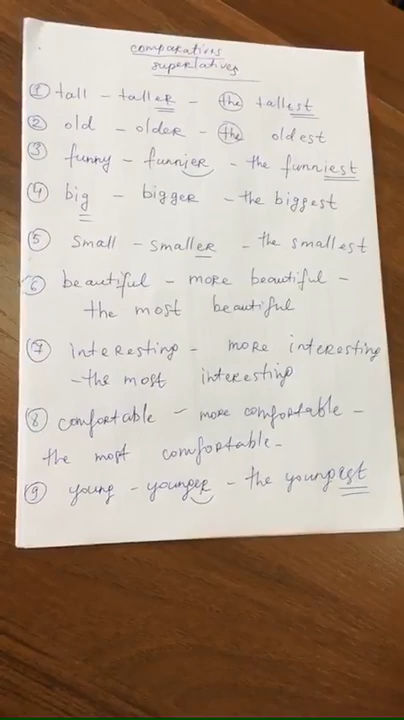 comparatives
superlatives
1 tall - taller - the tallest
2 old - older - the oldest
3 funny - funnier - the funniest
4 big - bigger - the biggest
5 small - smaller - the smallest
6 beautiful - more beautiful -
the most beautiful
7 interesting - more interesting
- the most interesting
8 comfortable - more comfortable -
the most comfortable -
9 young - younger - the youngest